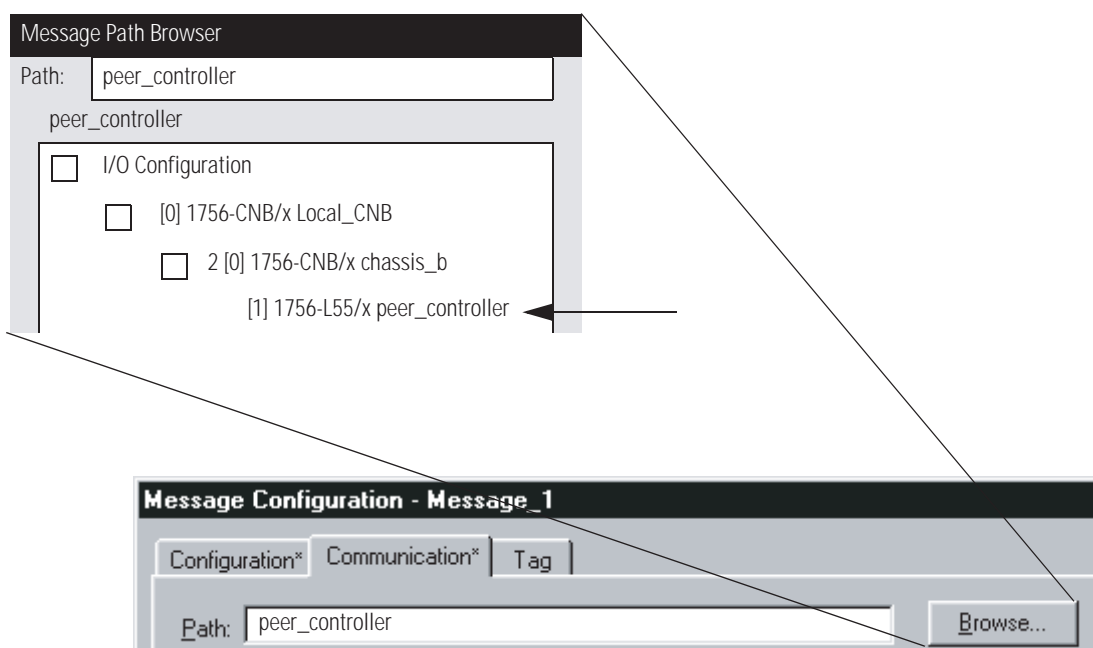 Message Path Browser
Path: peer_controller
peer_controller
I/O Configuration
[0] 1756-CNB/x Local_CNB
2 [0] 1756-CNB/x chassis_b
[1] 1756-L55/x peer_controller
Message Configuration - Message_1
Configuration* Communication* Tag
Path: peer_controller Browse...